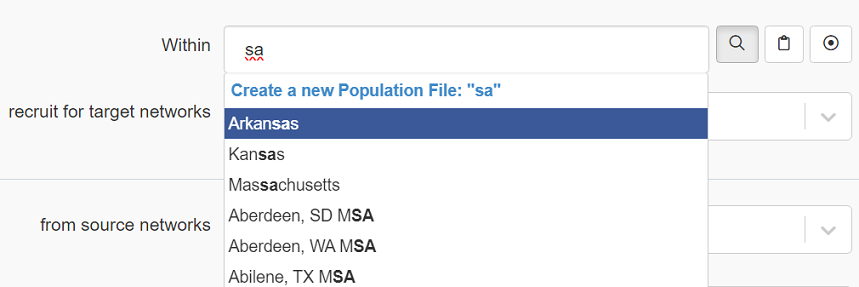 Within
sa
Create a new Population File: "sa"
recruit for target networks
Arkansas
Kansas
Massachusetts
Aberdeen, SD MSA
from source networks
Aberdeen, WA MSA
Abilene, TX MSA